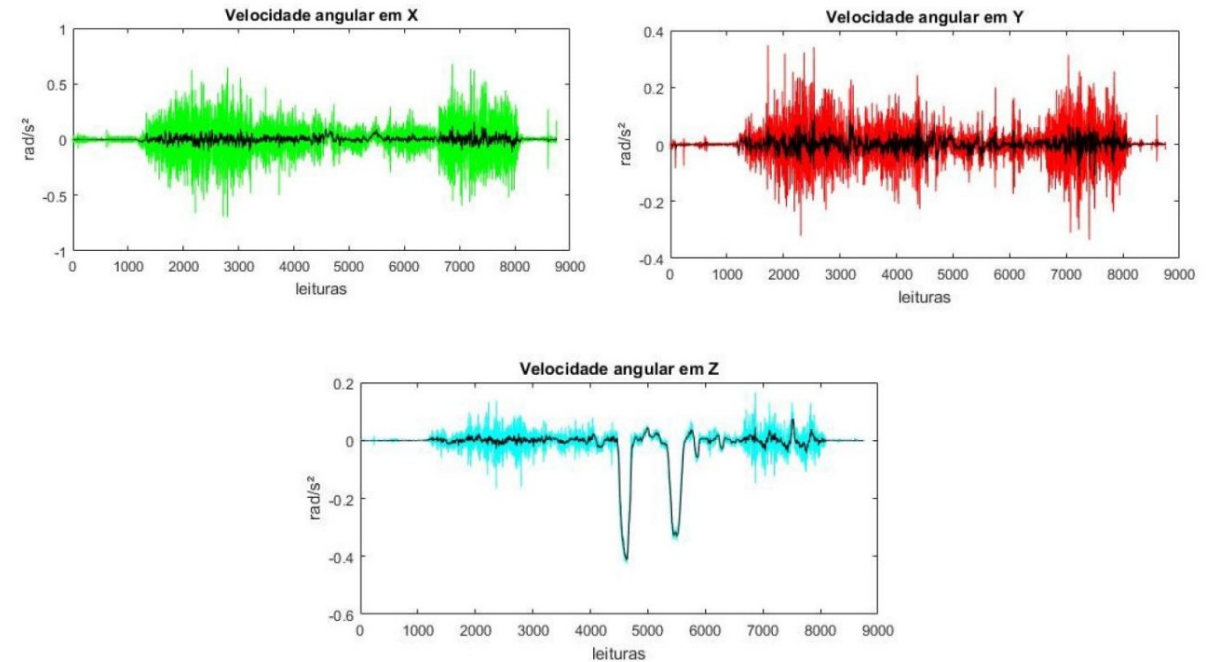 Velocidade angular em X
1
0.5
0
-0.5
-1
rad/s²
0 1000 2000 3000 4000 5000 6000 7000 8000 9000
leituras
Velocidade angular em Y
0.4
0.2
0
-0.2
-0.4
rad/s²
0 1000 2000 3000 4000 5000 6000 7000 8000 9000
leituras
Velocidade angular em Z
0.2
0
-0.2
-0.4
-0.6
rad/s²
0 1000 2000 3000 4000 5000 6000 7000 8000 9000
leituras